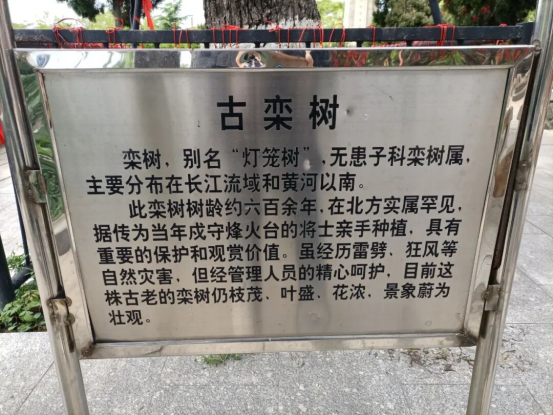 古栾树
栾树，别名“灯笼树”，无患子科栾树属，
主要分布在长江流域和黄河以南。
此栾树树龄约六百余年，在北方实属罕见，
据传为当年戍守烽火台的将士亲手种植，具有
重要的保护和观赏价值。虽经历雷劈、狂风等
自然灾害，但经管理人员的精心呵护，目前这
株古老的栾树仍枝茂、叶盛、花浓，景象蔚为
壮观。